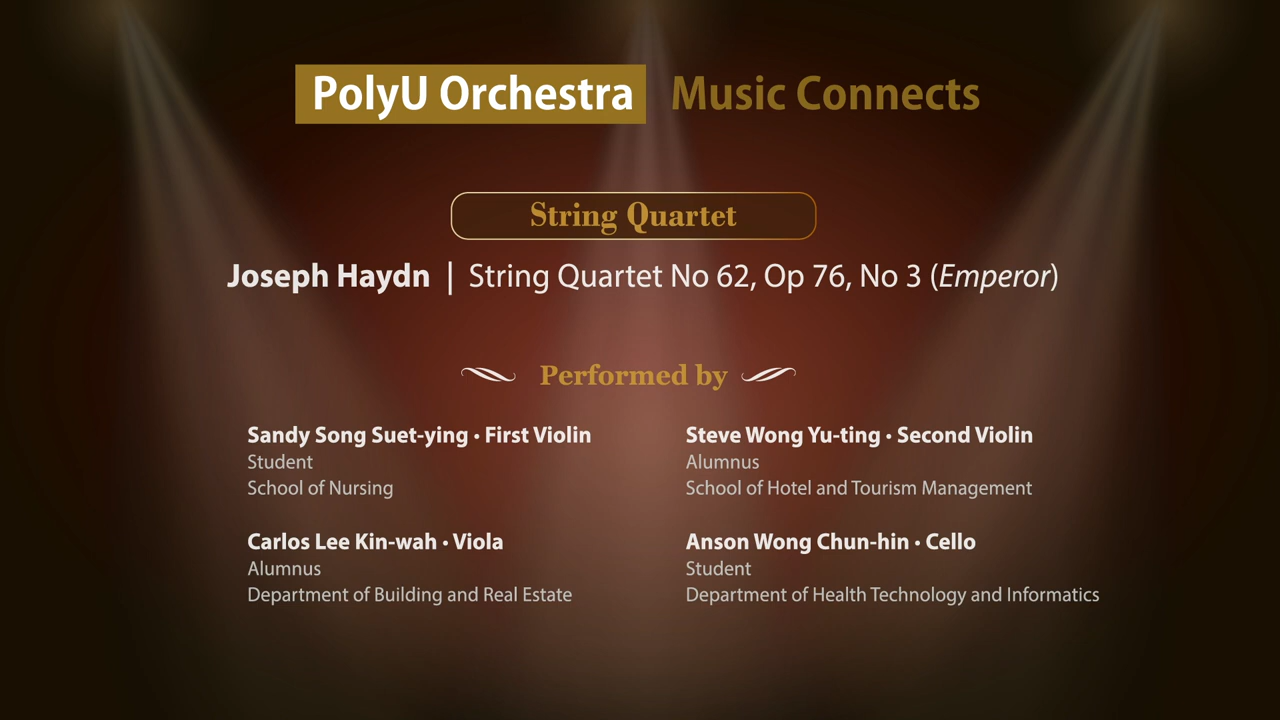 PolyU Orchestra Music Connects
String Quartet
Joseph Haydn | String Quartet No 62, Op 76, No 3 (Emperor)
Performed by
Sandy Song Suet-ying • First Violin
Student
School of Nursing
Steve Wong Yu-ting • Second Violin
Alumnus
School of Hotel and Tourism Management
Carlos Lee Kin-wah • Viola
Alumnus
Department of Building and Real Estate
Anson Wong Chun-hin • Cello
Student
Department of Health Technology and Informatics